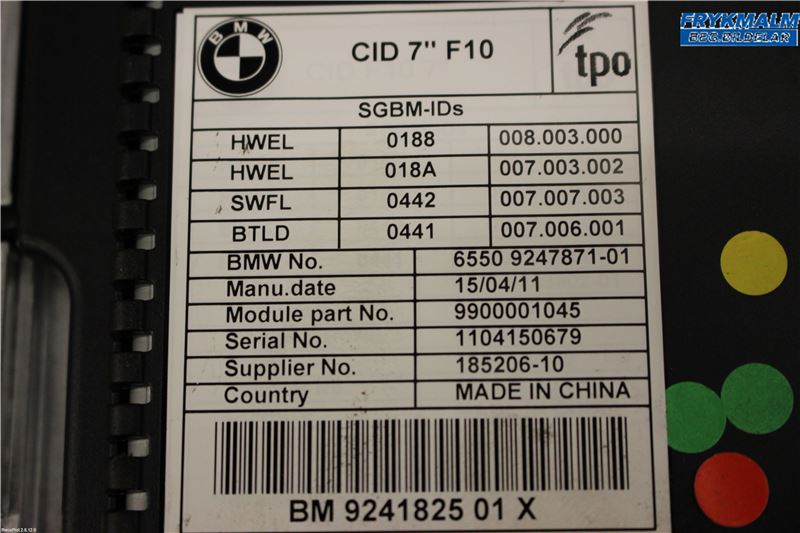 BMW
CID 7" F10
tpo
FRYKMALM
BEG.BILDELAR
SGBM-IDs
HWEL 0188 008.003.000
HWEL 018A 007.003.002
SWFL 0442 007.007.003
BTLD 0441 007.006.001
BMW No. 6550 9247871-01
Manu.date 15/04/11
Module part No. 9900001045
Serial No. 1104150679
Supplier No. 185206-10
Country MADE IN CHINA
BM 9241825 01 X